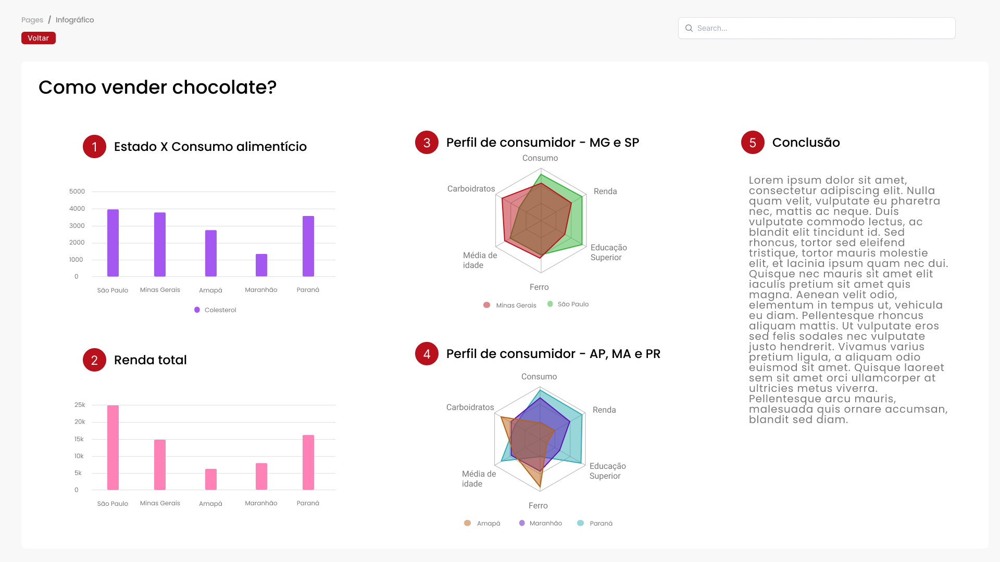 Pages / Infográfico
Voltar
Search...
Como vender chocolate?
1 Estado X Consumo alimentício
5000
4000
3000
2000
1000
0
São Paulo Minas Gerais Amapá Maranhão Paraná
Colesterol
2 Renda total
25k
20k
15k
10k
5k
0
São Paulo Minas Gerais Amapá Maranhão Paraná
3 Perfil de consumidor - MG e SP
Consumo
Carboidratos
Renda
Educação
Superior
Média de
idade
Ferro
Minas Gerais São Paulo
4 Perfil de consumidor - AP, MA e PR
Consumo
Carboidratos
Renda
Educação
Superior
Média de
idade
Ferro
Amapá Maranhão Paraná
5 Conclusão
Lorem ipsum dolor sit amet,
consectetur adipiscing elit. Nulla
quam velit, vulputate eu pharetra
nec, mattis ac neque. Duis
vulputate commodo lectus, ac
blandit elit tincidunt id. Sed
rhoncus, tortor sed eleifend
tristique, tortor mauris molestie
elit, et lacinia ipsum quam nec dui.
Quisque nec mauris sit amet elit
iaculis pretium sit amet quis
magna. Aenean velit odio,
elementum in tempus ut, vehicula
eu diam. Pellentesque rhoncus
aliquam mattis. Ut vulputate eros
sed felis sodales nec vulputate
justo hendrerit. Vivamus varius
pretium ligula, a aliquam odio
euismod sit amet. Quisque laoreet
sem sit amet orci ullamcorper at
ultricies metus viverra.
Pellentesque arcu mauris,
malesuada quis ornare accumsan,
blandit sed diam.